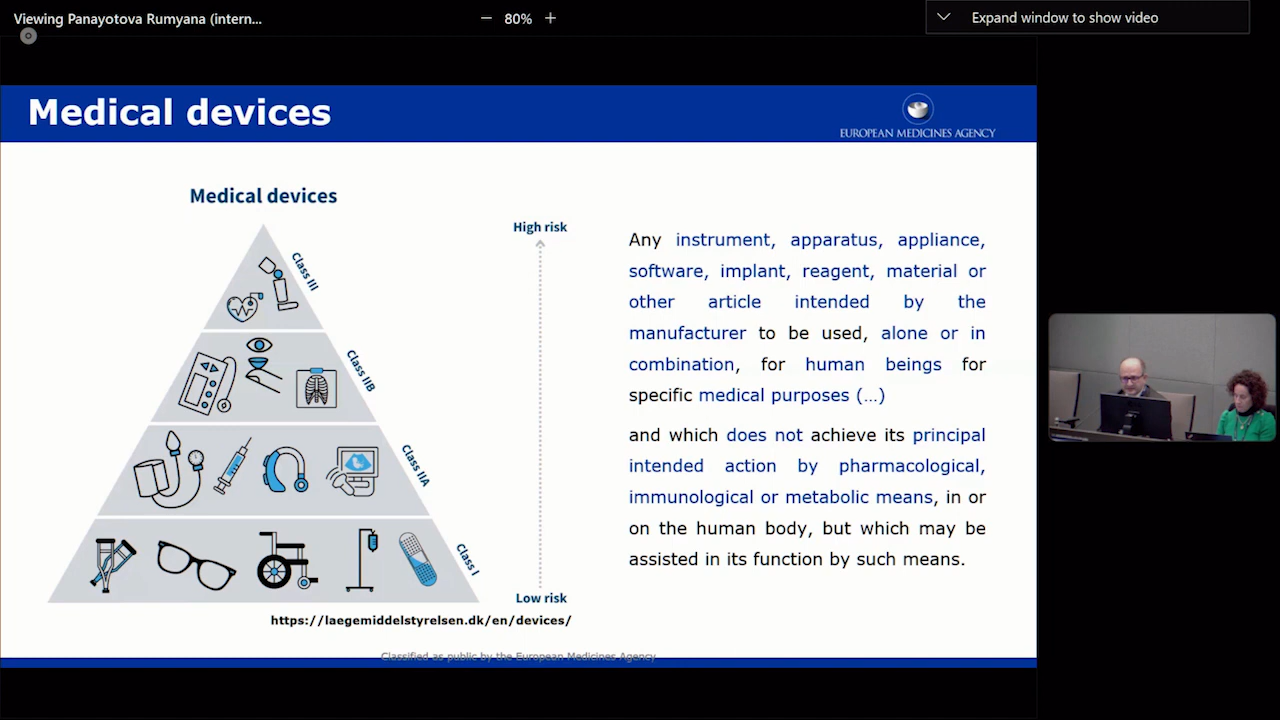 Viewing Panayotova Rumyana (intern...
80%
Expand window to show video
Medical devices
EUROPEAN MEDICINES AGENCY
Medical devices
High risk
Class III
Class IIB
Class IIA
Class I
Low risk
https://laegemiddelstyrelsen.dk/en/devices/
Any instrument, apparatus, appliance,
software, implant, reagent, material or
other article intended by the
manufacturer to be used, alone or in
combination, for human beings for
specific medical purposes (…)
and which does not achieve its principal
intended action by pharmacological,
immunological or metabolic means, in or
on the human body, but which may be
assisted in its function by such means.
Classified as public by the European Medicines Agency